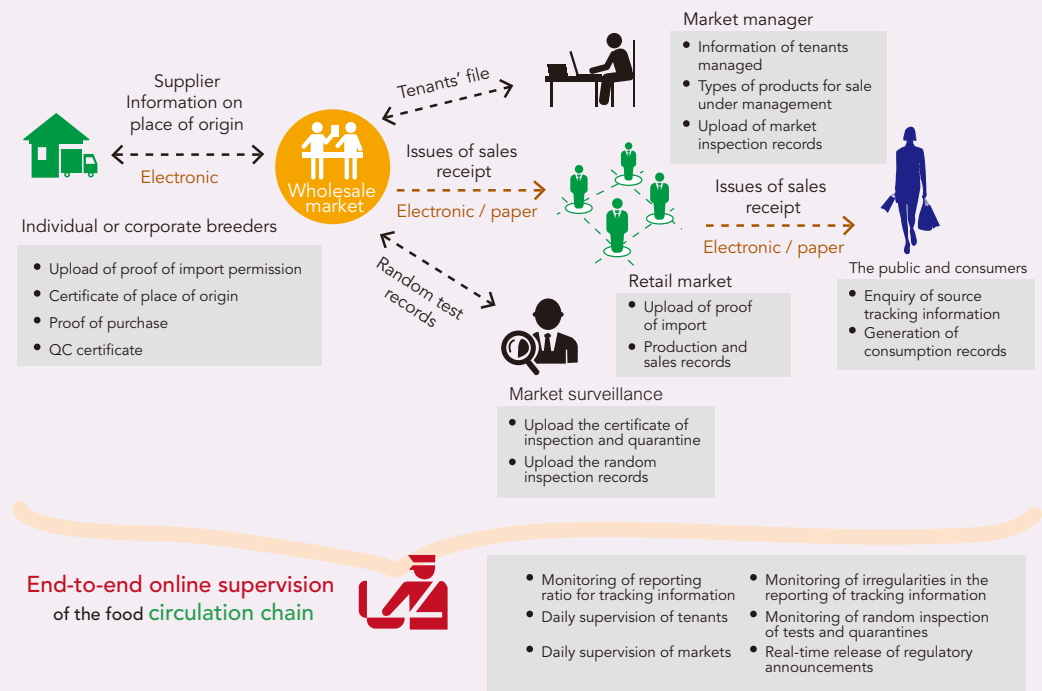 Market manager
• Information of tenants
managed
• Types of products for sale
under management
• Upload of market
inspection records
Supplier
Information on
place of origin
Electronic
Tenants' file
Wholesale
market
Issues of sales
receipt
Electronic / paper
Issues of sales
receipt
Electronic / paper
Individual or corporate breeders
• Upload of proof of import permission
• Certificate of place of origin
• Proof of purchase
• QC certificate
Random test
records
Retail market
• Upload of proof
of import
• Production and
sales records
The public and consumers
• Enquiry of source
tracking information
• Generation of
consumption records
Market surveillance
• Upload the certificate of
inspection and quarantine
• Upload the random
inspection records
End-to-end online supervision
of the food circulation chain
• Monitoring of reporting
ratio for tracking information
• Daily supervision of tenants
• Daily supervision of markets
• Monitoring of irregularities in the
reporting of tracking information
• Monitoring of random inspection
of tests and quarantines
• Real-time release of regulatory
announcements